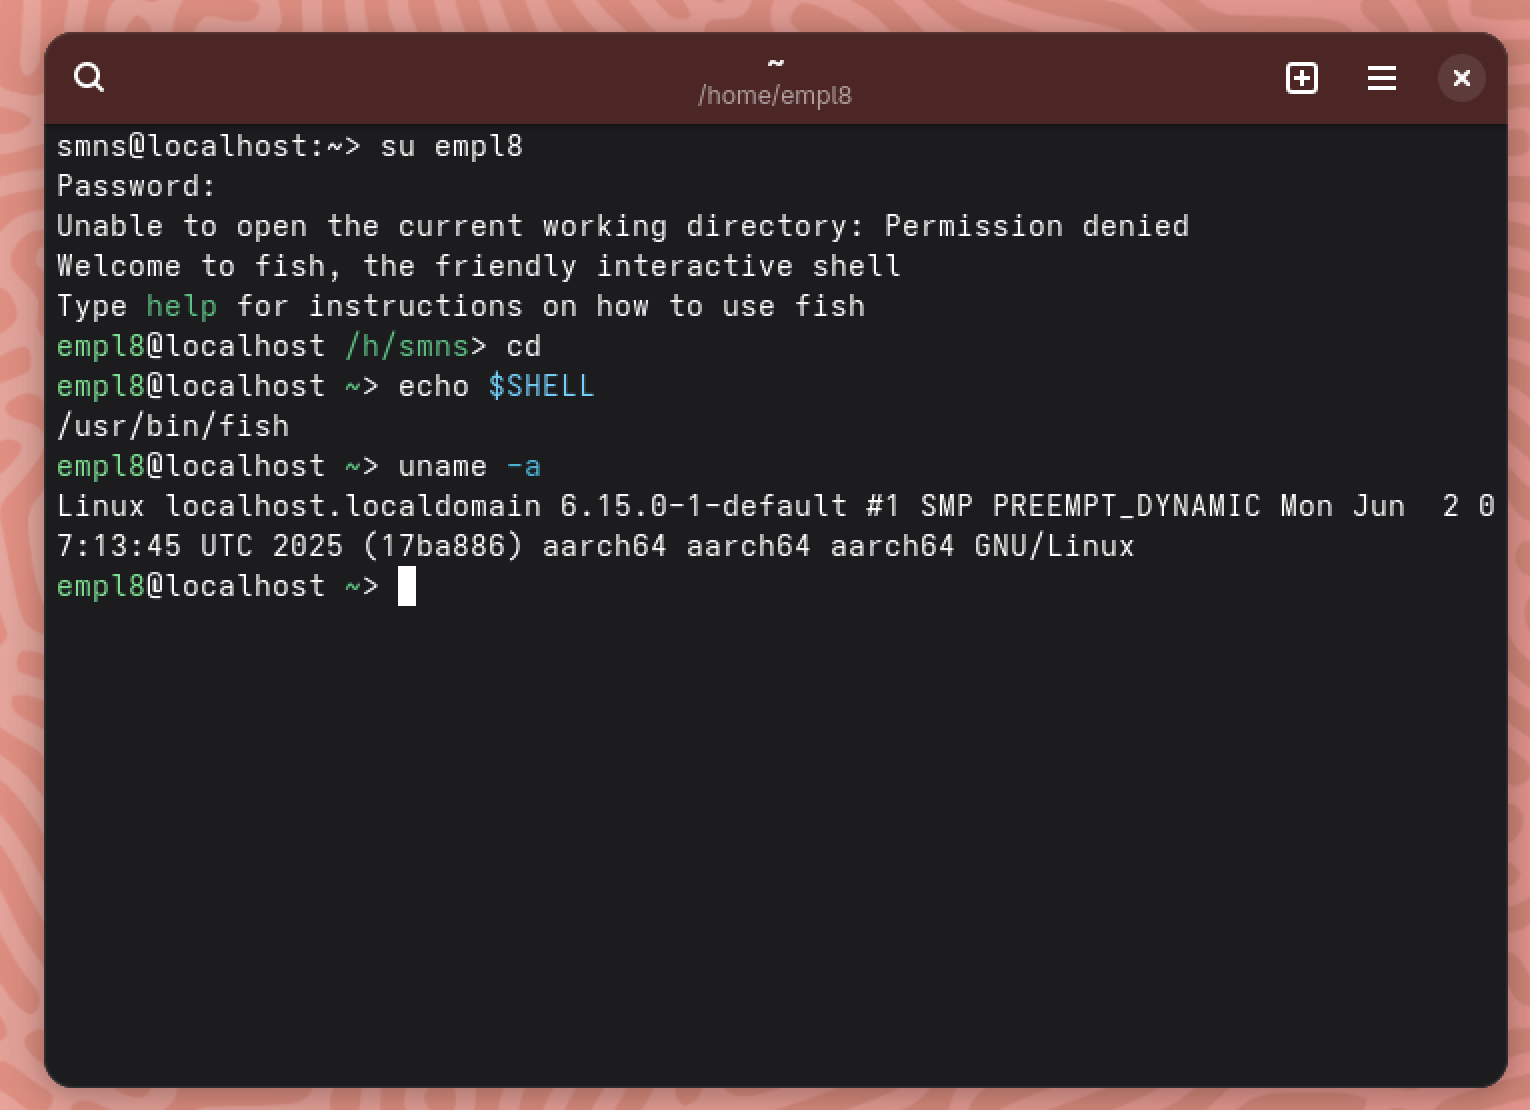 ~
/home/empl8
smns@localhost:~> su empl8
Password:
Unable to open the current working directory: Permission denied
Welcome to fish, the friendly interactive shell
Type help for instructions on how to use fish
empl8@localhost /h/smns> cd
empl8@localhost ~> echo $SHELL
/usr/bin/fish
empl8@localhost ~> uname -a
Linux localhost.localdomain 6.15.0-1-default #1 SMP PREEMPT_DYNAMIC Mon Jun  2 0
7:13:45 UTC 2025 (17ba886) aarch64 aarch64 aarch64 GNU/Linux
empl8@localhost ~>